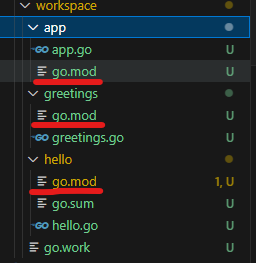 workspace
app
app.go U
go.mod U
greetings
go.mod U
greetings.go U
hello
go.mod 1, U
go.sum U
hello.go U
go.work U